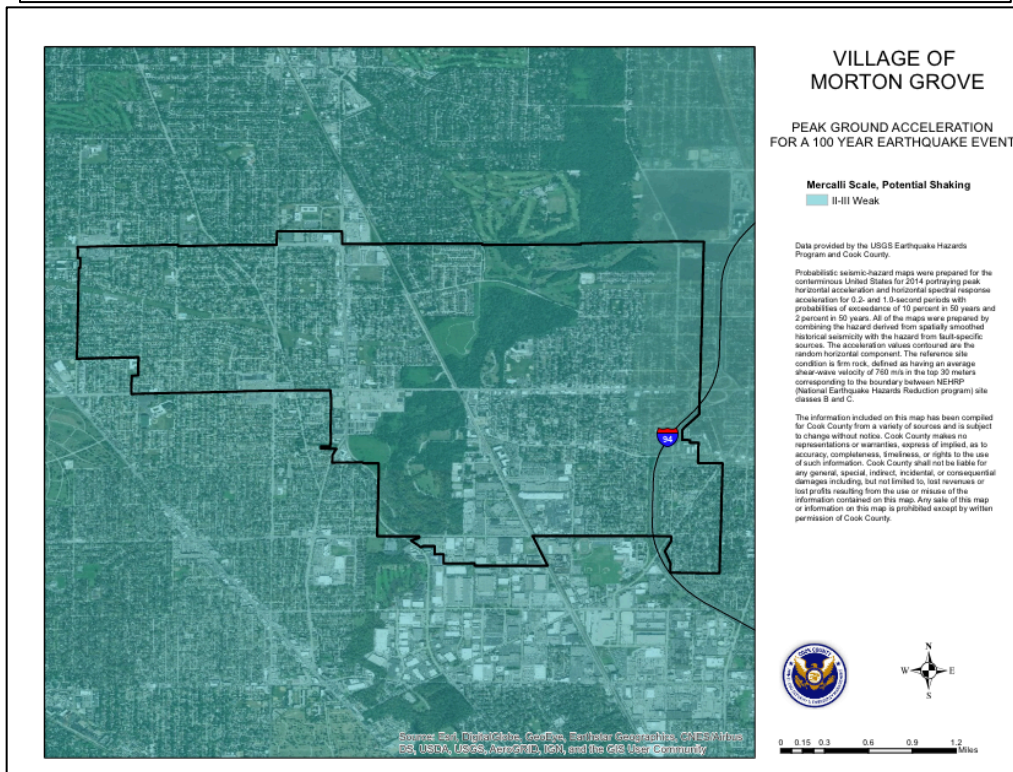 VILLAGE OF
MORTON GROVE
PEAK GROUND ACCELERATION
FOR A 100 YEAR EARTHQUAKE EVENT
Mercalli Scale, Potential Shaking
II-III Weak
Data provided by the USGS Earthquake Hazards
Program and Cook County.
Probabilistic seismic-hazard maps were prepared for the
conterminous United States for 2014 portraying peak
horizontal acceleration and horizontal spectral response
acceleration for 0.2- and 1.0-second periods with
probabilities of exceedance of 10 percent in 50 years and
2 percent in 50 years. All of the maps were prepared by
combining the hazard derived from spatially smoothed
historical seismicity with the hazard from fault-specific
sources. The acceleration values contoured are the
random horizontal component. The reference site
condition is firm rock, defined as having an average
shear-wave velocity of 760 m/s in the top 30 meters
corresponding to the boundary between NEHRP
(National Earthquake Hazards Reduction program) site
classes B and C.
The information included on this map has been compiled
for Cook County from a variety of sources and is subject
to change without notice. Cook County makes no
representations or warranties, express of implied, as to
accuracy, completeness, timeliness, or rights to the use
of such information. Cook County shall not be liable for
any general, special, indirect, incidental, or consequential
damages including, but not limited to, lost revenues or
lost profits resulting from the use or misuse of the
information contained on this map. Any sale of this map
or information on this map is prohibited except by written
permission of Cook County.
94
COOK COUNTY
N
W E
S
0 0.15 0.3 0.6 0.9 1.2
Miles
Source: Esri, DigitalGlobe, GeoEye, Earthstar Geographics, CNES/Airbus
DS, USDA, USGS, AeroGRID, IGN, and the GIS User Community